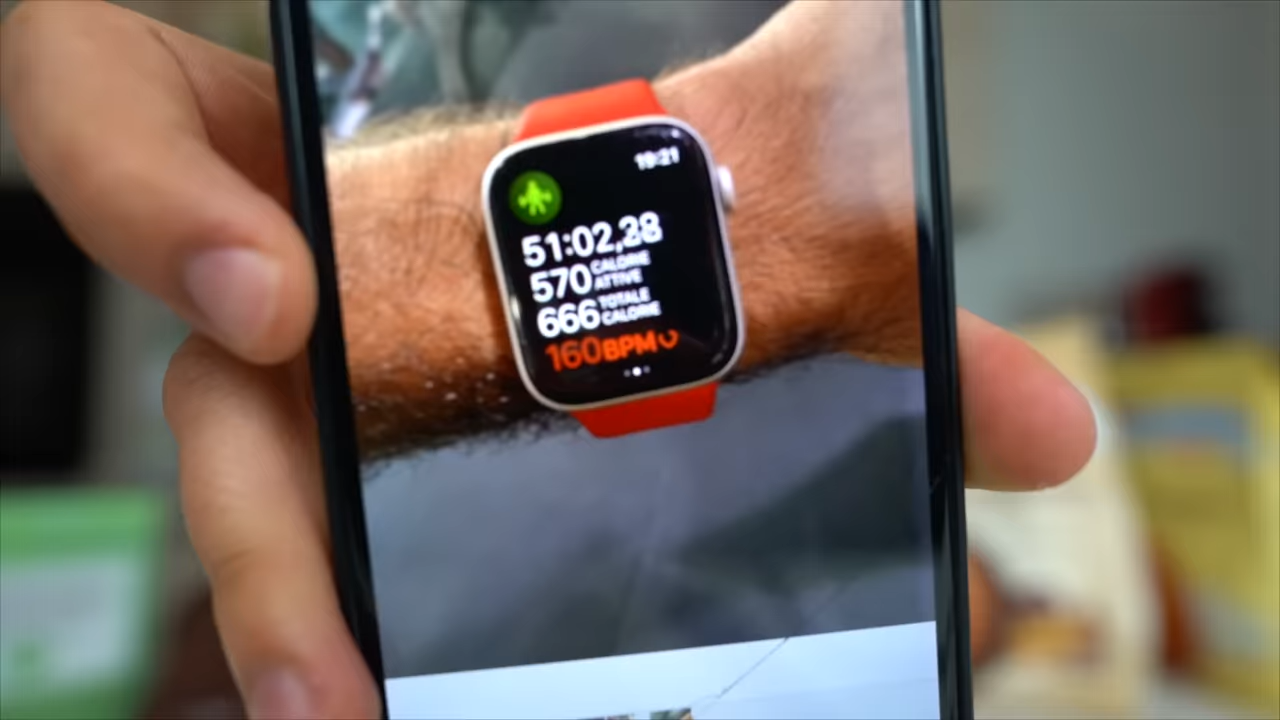 19:21
51:02,28
570 CALORIE ATTIVE
666 TOTALE CALORIE
160BPM